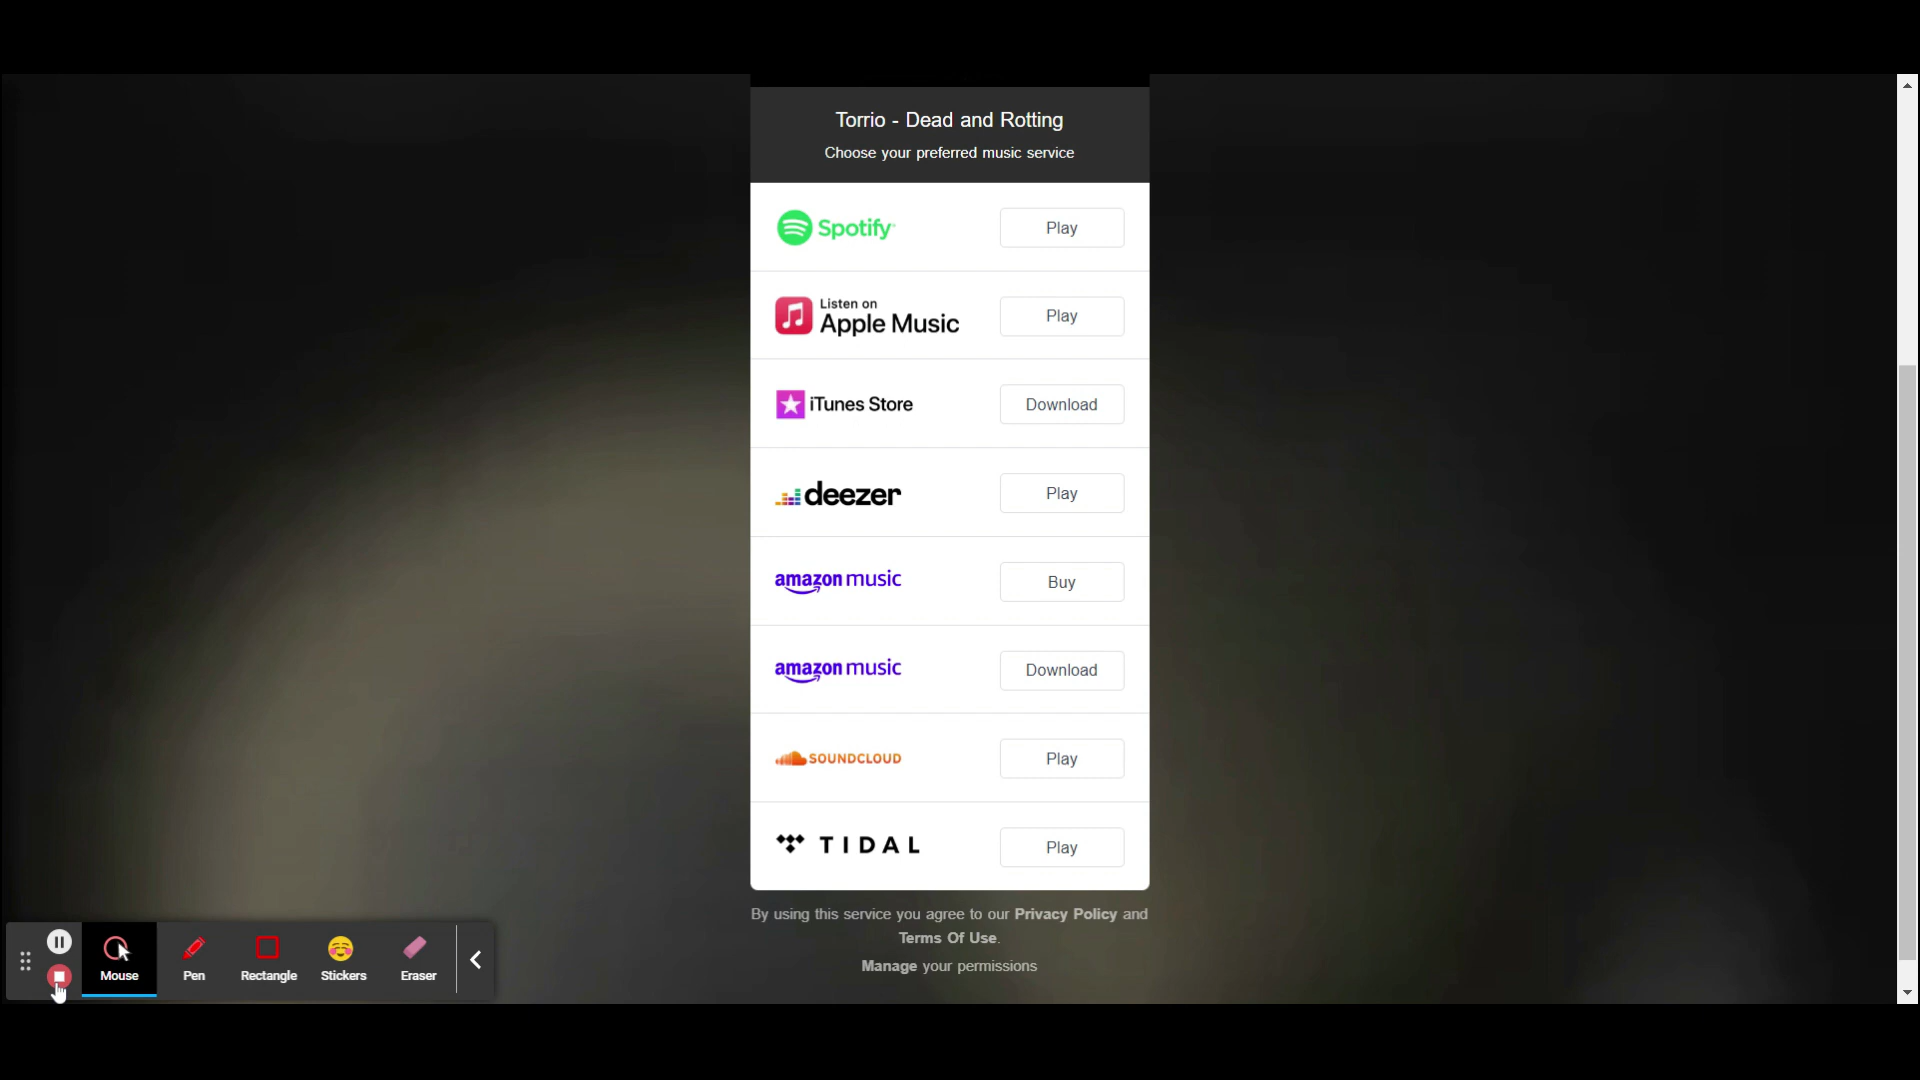 Torrio - Dead and Rotting
Choose your preferred music service
Spotify
Play
Listen on
Apple Music
Play
iTunes Store
Download
deezer
Play
amazon music
Buy
amazon music
Download
SOUNDCLOUD
Play
TIDAL
Play
By using this service you agree to our Privacy Policy and
Terms Of Use.
Manage your permissions
Mouse
Pen
Rectangle
Stickers
Eraser